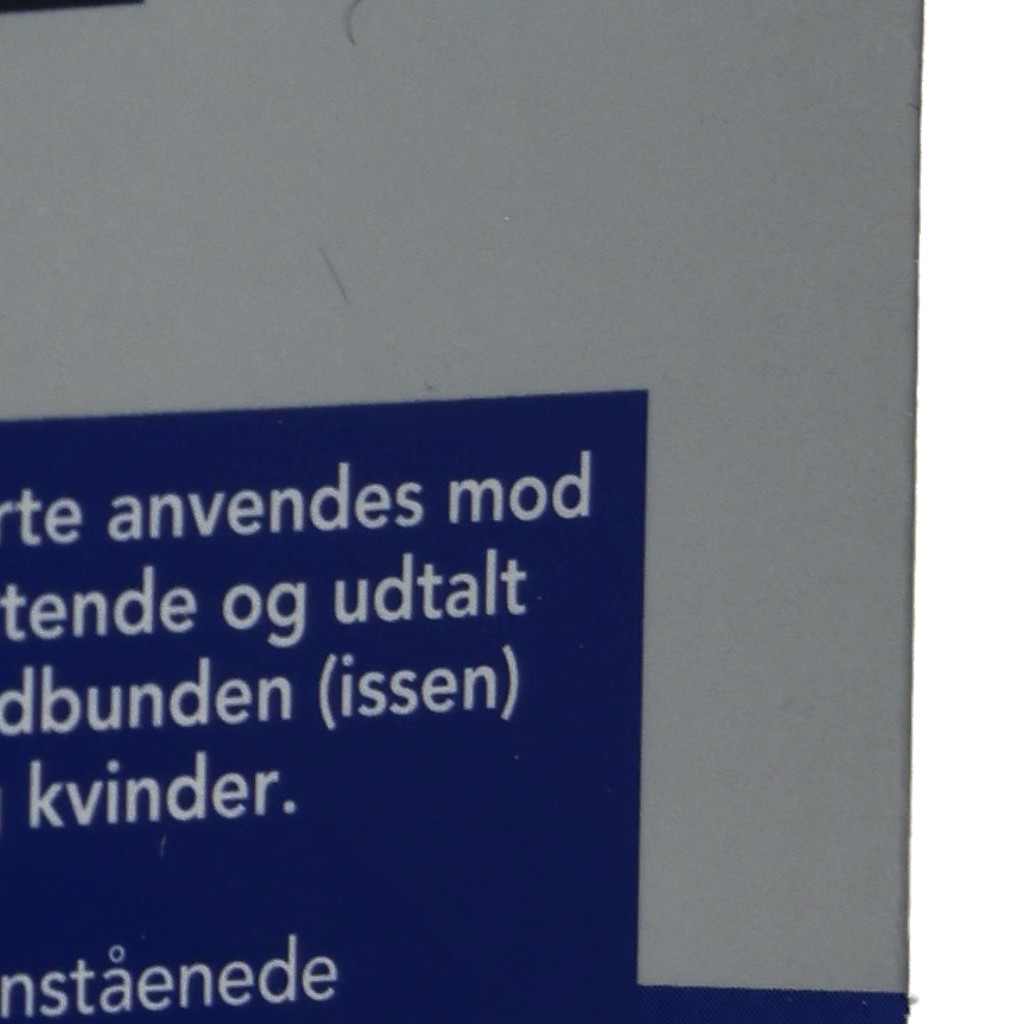 rte anvendes mod
tende og udtalt
dbunden (issen)
kvinder.
nståenede